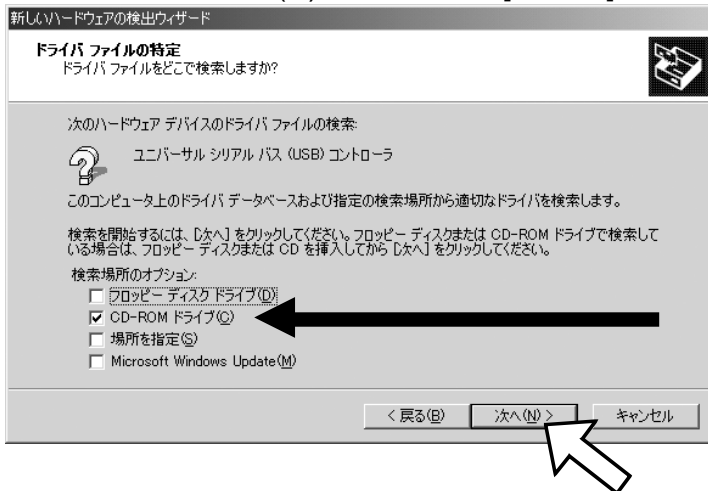 新しいハードウェアの検出ウィザード
ドライバ ファイルの特定
ドライバ ファイルをどこで検索しますか?
次のハードウェア デバイスのドライバ ファイルの検索:
ユニバーサル シリアル バス (USB) コントローラ
このコンピュータ上のドライバ データベースおよび指定の検索場所から適切なドライバを検索します。
検索を開始するには、[次へ] をクリックしてください。フロッピー ディスクまたは CD-ROM ドライブで検索して
いる場合は、フロッピー ディスクまたは CD を挿入してから [次へ] をクリックしてください。
検索場所のオプション:
フロッピー ディスク ドライブ(D)
CD-ROM ドライブ(C)
場所を指定(S)
Microsoft Windows Update(M)
< 戻る(B) 次へ(N) > キャンセル